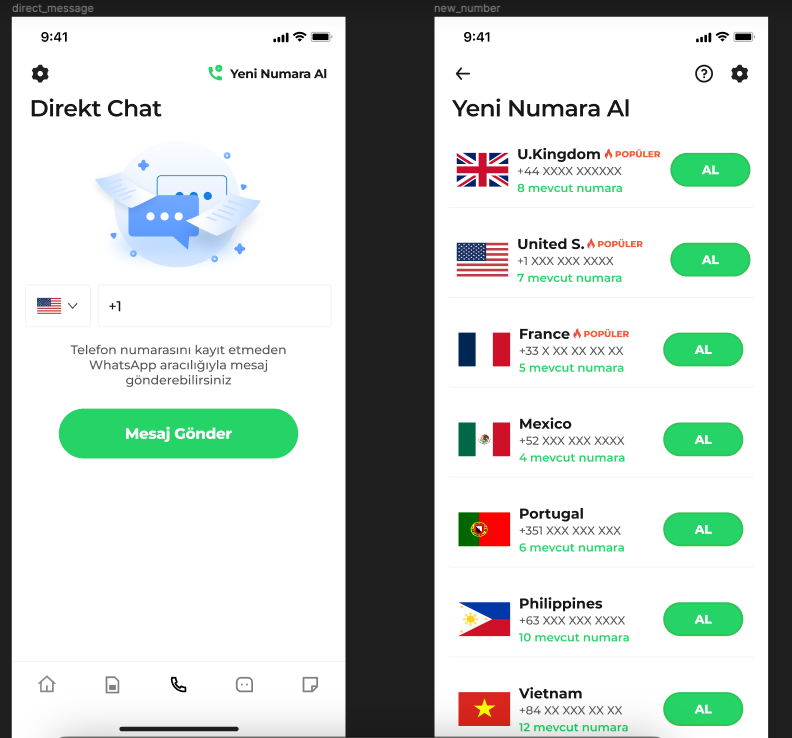 direct_message
9:41
Yeni Numara Al
Direkt Chat
+1
Telefon numarasını kayıt etmeden
WhatsApp aracılığıyla mesaj
gönderebilirsiniz
Mesaj Gönder
new_number
9:41
Yeni Numara Al
U.Kingdom POPÜLER
+44 XXXX XXXXXX
8 mevcut numara
AL
United S. POPÜLER
+1 XXX XXX XXXX
7 mevcut numara
AL
France POPÜLER
+33 X XX XX XX XX
5 mevcut numara
AL
Mexico
+52 XXX XXX XXXX
4 mevcut numara
AL
Portugal
+351 XXX XXX XXX
6 mevcut numara
AL
Philippines
+63 XXX XXX XXXX
10 mevcut numara
AL
Vietnam
+84 XX XXX XX XX
12 mevcut numara
AL